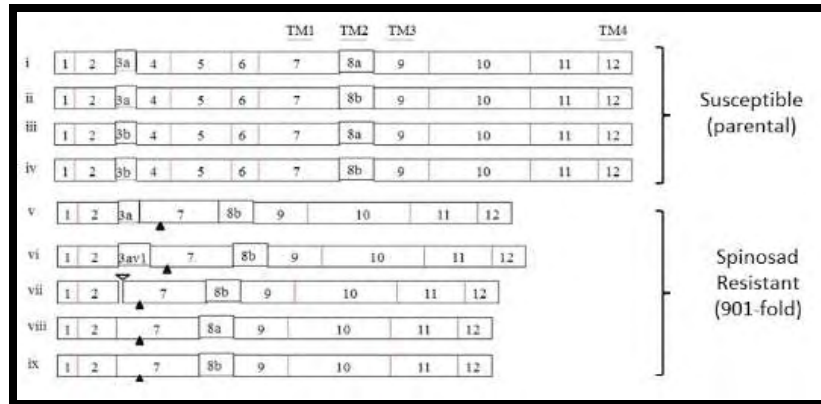 TM1 TM2 TM3 TM4
i 1 2 3a 4 5 6 7 8a 9 10 11 12
ii 1 2 3a 4 5 6 7 8b 9 10 11 12
iii 1 2 3b 4 5 6 7 8a 9 10 11 12
iv 1 2 3b 4 5 6 7 8b 9 10 11 12
Susceptible
(parental)
v 1 2 3a 7 8b 9 10 11 12
vi 1 2 3av1 7 8b 9 10 11 12
vii 1 2 7 8b 9 10 11 12
viii 1 2 7 8a 9 10 11 12
ix 1 2 7 8b 9 10 11 12
Spinosad
Resistant
(901-fold)